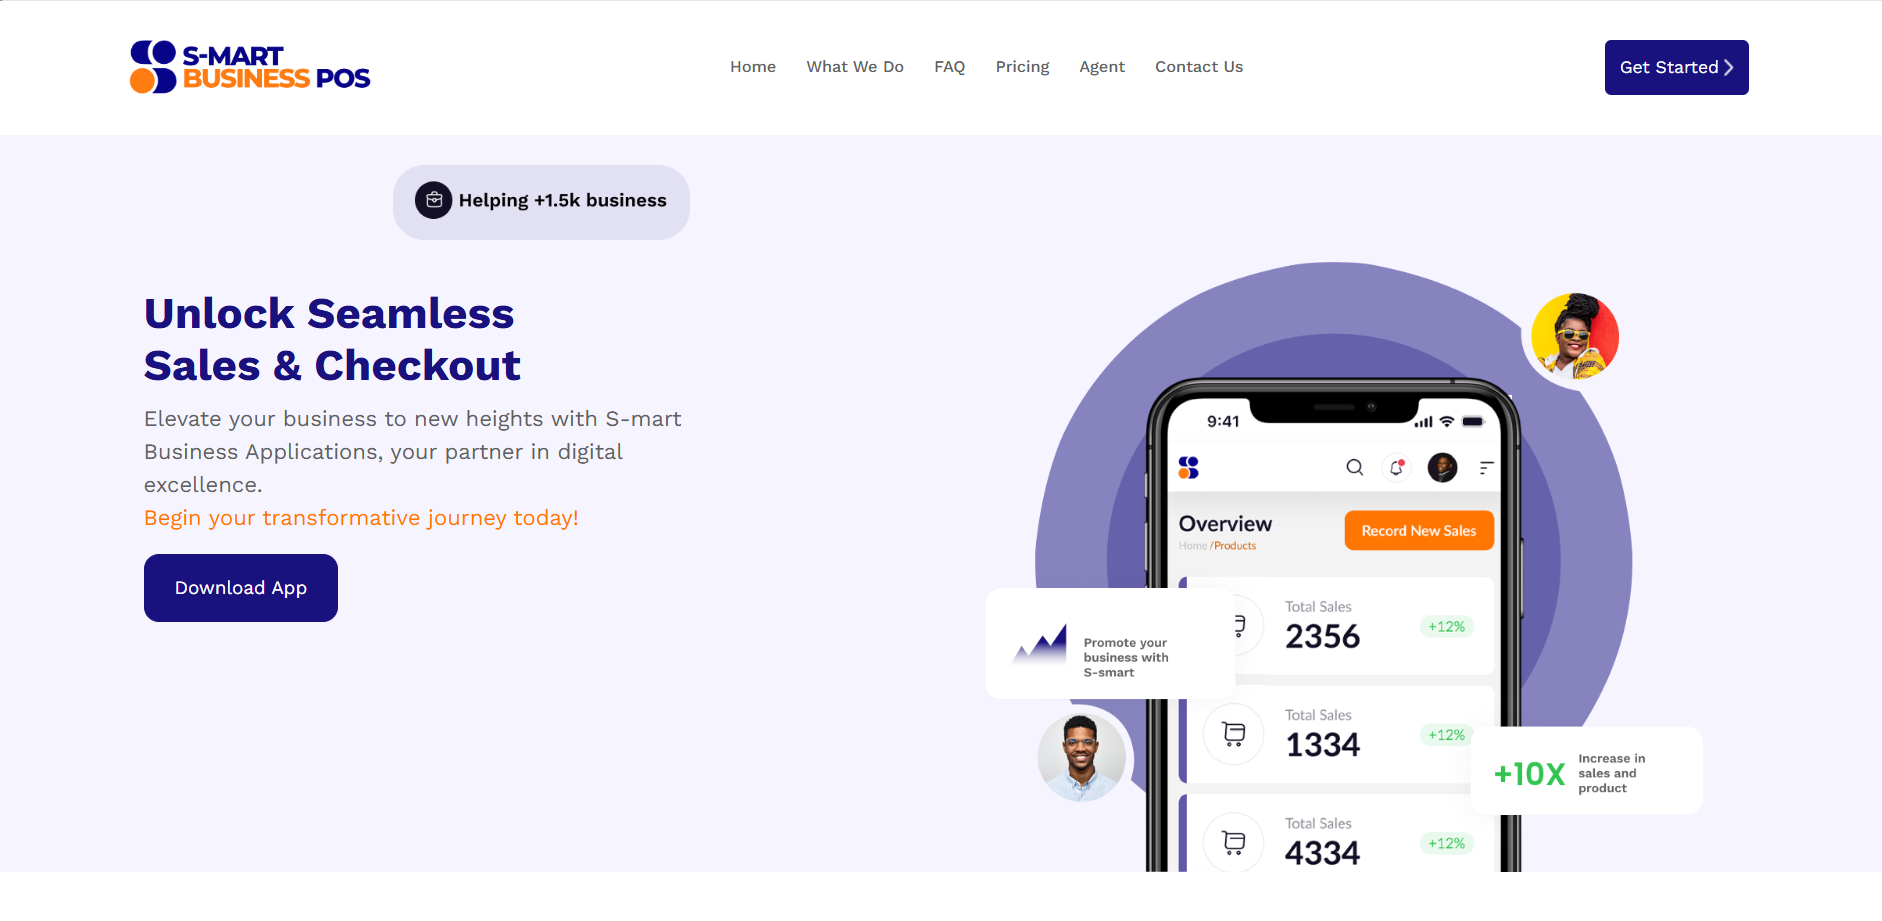 S-MART
BUSINESS POS
Home
What We Do
FAQ
Pricing
Agent
Contact Us
Get Started
Helping +1.5k business
Unlock Seamless
Sales & Checkout
Elevate your business to new heights with S-mart
Business Applications, your partner in digital
excellence.
Begin your transformative journey today!
Download App
9:41
Overview
Home /Products
Record New Sales
Total Sales
2356
+12%
Promote your
business with
S-smart
Total Sales
1334
+12%
+10X
Increase in
sales and
product
Total Sales
4334
+12%